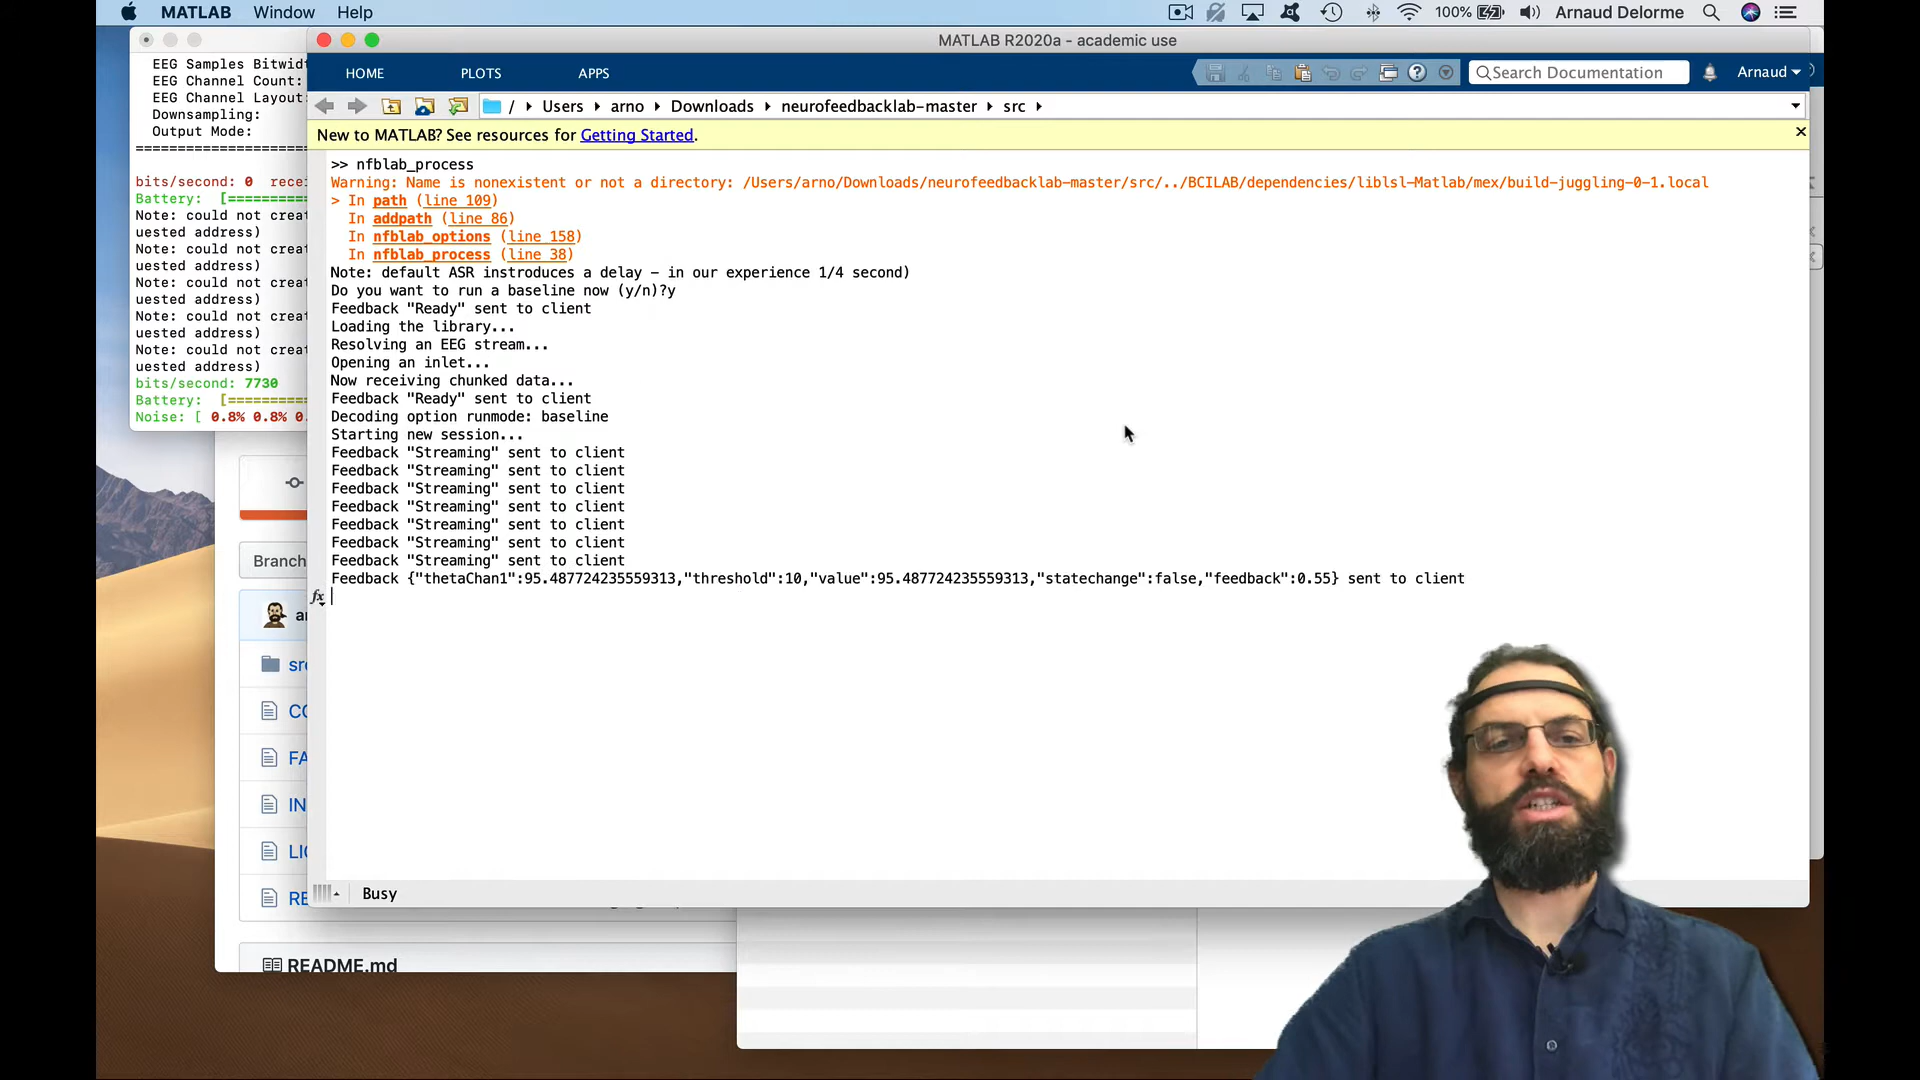 MATLAB Window Help 100% Arnaud Delorme
MATLAB R2020a - academic use
HOME PLOTS APPS Search Documentation Arnaud
/ Users arno Downloads neurofeedbacklab-master src
New to MATLAB? See resources for Getting Started.
>> nfblab_process
Warning: Name is nonexistent or not a directory: /Users/arno/Downloads/neurofeedbacklab-master/src/../BCILAB/dependencies/liblsl-Matlab/mex/build-juggling-0-1.local
> In path (line 109)
In addpath (line 86)
In nfblab_options (line 158)
In nfblab_process (line 38)
Note: default ASR instroduces a delay - in our experience 1/4 second)
Do you want to run a baseline now (y/n)?y
Feedback "Ready" sent to client
Loading the library...
Resolving an EEG stream...
Opening an inlet...
Now receiving chunked data...
Feedback "Ready" sent to client
Decoding option runmode: baseline
Starting new session...
Feedback "Streaming" sent to client
Feedback "Streaming" sent to client
Feedback "Streaming" sent to client
Feedback "Streaming" sent to client
Feedback "Streaming" sent to client
Feedback "Streaming" sent to client
Feedback "Streaming" sent to client
Feedback {"thetaChan1":95.487724235559313,"threshold":10,"value":95.487724235559313,"statechange":false,"feedback":0.55} sent to client
fx
Busy
EEG Samples Bitwidt
EEG Channel Count:
EEG Channel Layout:
Downsampling:
Output Mode:
bits/second: 0 recei
Battery: [==========
Note: could not creat
uested address)
Note: could not creat
uested address)
Note: could not creat
uested address)
Note: could not creat
uested address)
Note: could not creat
uested address)
bits/second: 7730
Battery: [==========
Noise: [ 0.8% 0.8% 0.
Branch
ar
src
CO
FA
IN
LIC
RE
README.md